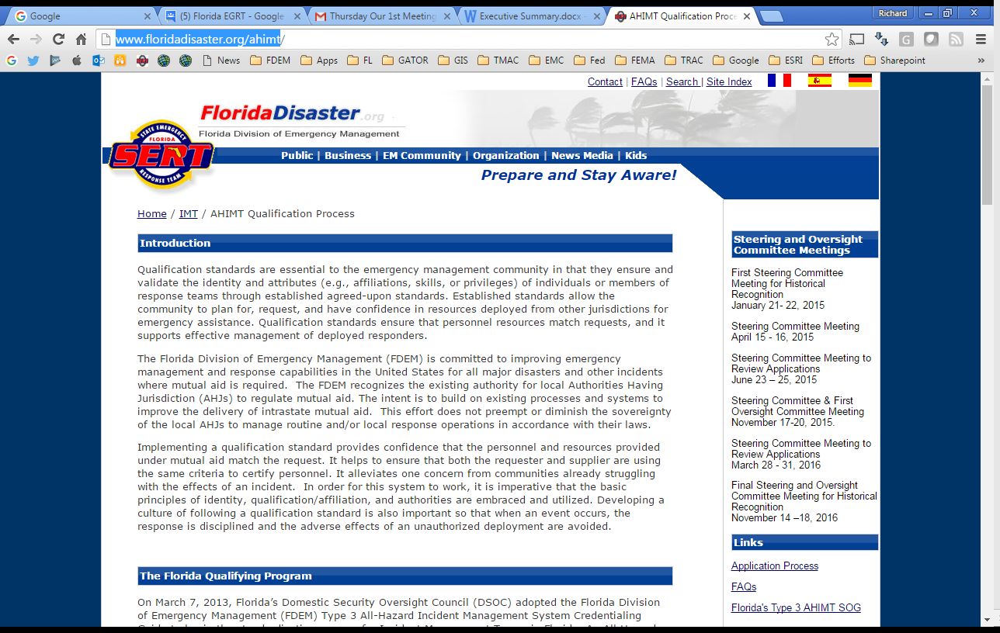 Google
(5) Florida EGRT - Google
Thursday Our 1st Meeting
Executive Summary.docx -
AHIMT Qualification Proce
Richard
www.floridadisaster.org/ahimt/
News FDEM Apps FL GATOR GIS TMAC EMC Fed FEMA TRAC Google ESRI Efforts Sharepoint »
Contact | FAQs | Search | Site Index
FloridaDisaster.org
Florida Division of Emergency Management
STATE EMERGENCY
FLORIDA
SERT
RESPONSE TEAM
Public | Business | EM Community | Organization | News Media | Kids
Prepare and Stay Aware!
Home / IMT / AHIMT Qualification Process
Introduction
Qualification standards are essential to the emergency management community in that they ensure and
validate the identity and attributes (e.g., affiliations, skills, or privileges) of individuals or members of
response teams through established agreed-upon standards. Established standards allow the
community to plan for, request, and have confidence in resources deployed from other jurisdictions for
emergency assistance. Qualification standards ensure that personnel resources match requests, and it
supports effective management of deployed responders.
The Florida Division of Emergency Management (FDEM) is committed to improving emergency
management and response capabilities in the United States for all major disasters and other incidents
where mutual aid is required.  The FDEM recognizes the existing authority for local Authorities Having
Jurisdiction (AHJs) to regulate mutual aid. The intent is to build on existing processes and systems to
improve the delivery of intrastate mutual aid.  This effort does not preempt or diminish the sovereignty
of the local AHJs to manage routine and/or local response operations in accordance with their laws.
Implementing a qualification standard provides confidence that the personnel and resources provided
under mutual aid match the request. It helps to ensure that both the requester and supplier are using
the same criteria to certify personnel. It alleviates one concern from communities already struggling
with the effects of an incident.  In order for this system to work, it is imperative that the basic
principles of identity, qualification/affiliation, and authorities are embraced and utilized. Developing a
culture of following a qualification standard is also important so that when an event occurs, the
response is disciplined and the adverse effects of an unauthorized deployment are avoided.
The Florida Qualifying Program
On March 7, 2013, Florida’s Domestic Security Oversight Council (DSOC) adopted the Florida Division
of Emergency Management (FDEM) Type 3 All-Hazard Incident Management System Credentialing
Steering and Oversight
Committee Meetings
First Steering Committee
Meeting for Historical
Recognition
January 21- 22, 2015
Steering Committee Meeting
April 15 - 16, 2015
Steering Committee Meeting to
Review Applications
June 23 – 25, 2015
Steering Committee & First
Oversight Committee Meeting
November 17-20, 2015.
Steering Committee Meeting to
Review Applications
March 28 - 31, 2016
Final Steering and Oversight
Committee Meeting for Historical
Recognition
November 14 –18, 2016
Links
Application Process
FAQs
Florida's Type 3 AHIMT SOG